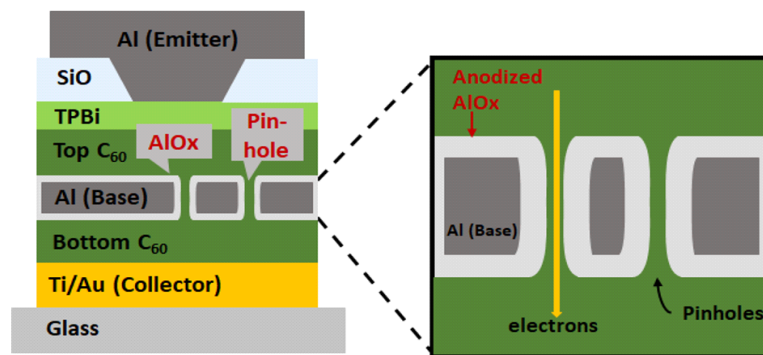 Al (Emitter)
SiO
TPBi
Top C₆₀
AlOx
Pin-
hole
Al (Base)
Bottom C₆₀
Ti/Au (Collector)
Glass
Anodized
AlOx
Al (Base)
Pinholes
electrons